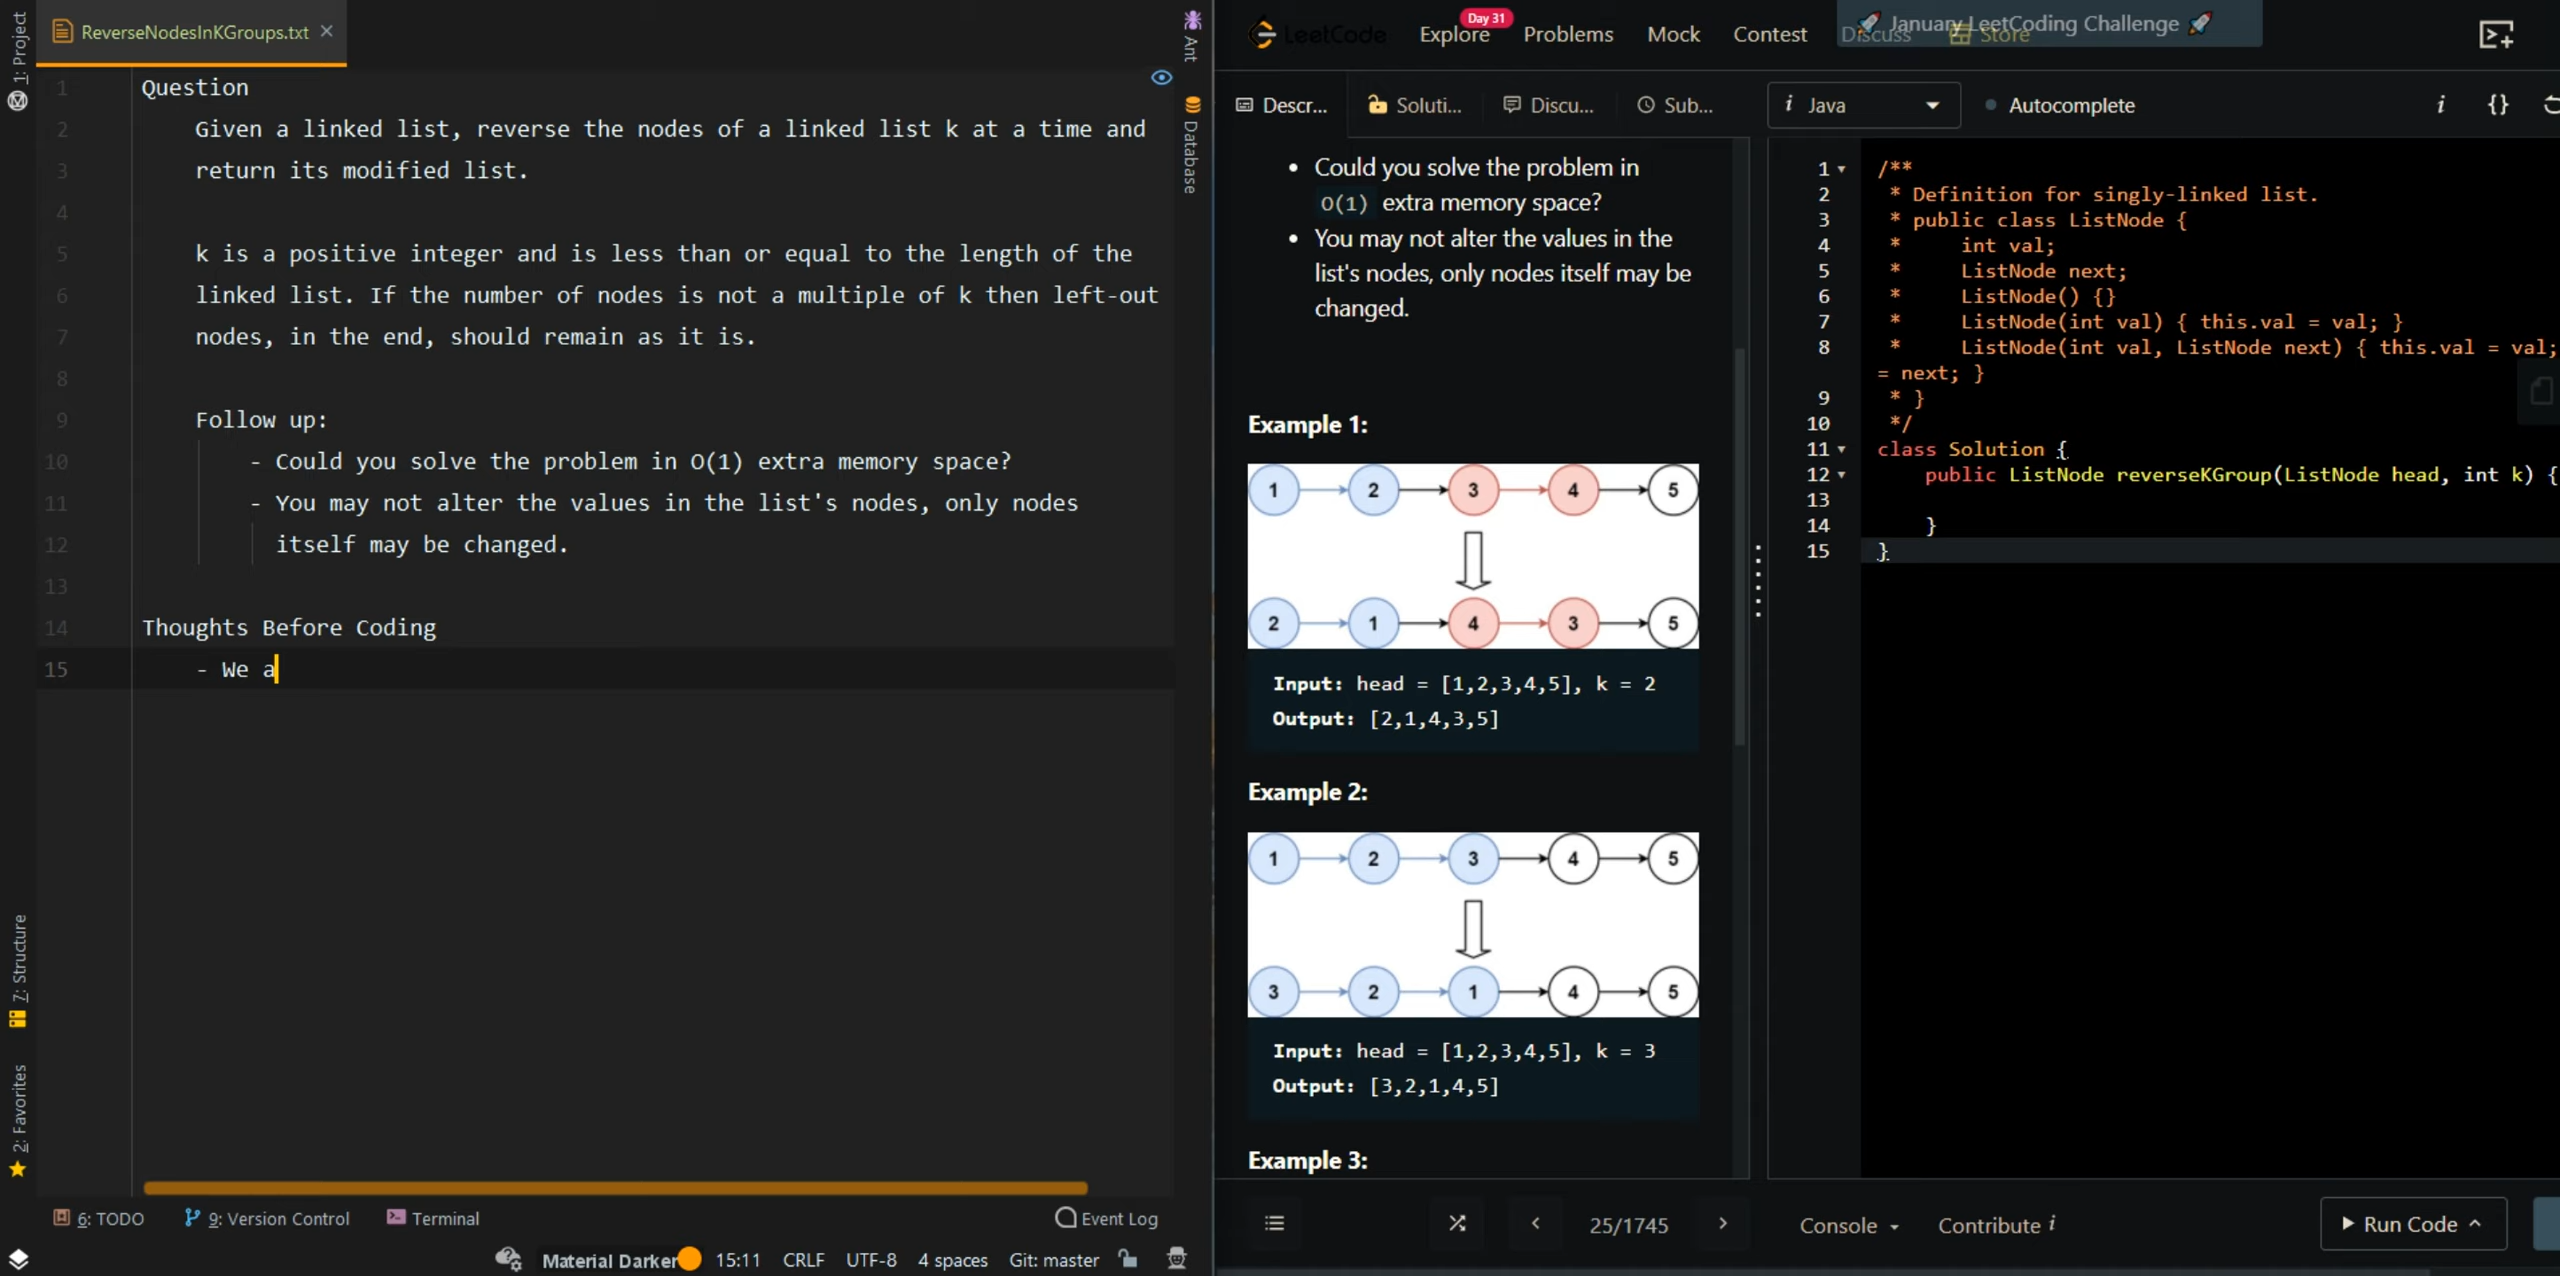 1: Project
ReverseNodesInKGroups.txt
1 Question
2 Given a linked list, reverse the nodes of a linked list k at a time and
3 return its modified list.
4
5 k is a positive integer and is less than or equal to the length of the
6 linked list. If the number of nodes is not a multiple of k then left-out
7 nodes, in the end, should remain as it is.
8
9 Follow up:
10 - Could you solve the problem in O(1) extra memory space?
11 - You may not alter the values in the list's nodes, only nodes
12 itself may be changed.
13
14 Thoughts Before Coding
15 - We a
7: Structure
2: Favorites
Ant
Database
6: TODO
9: Version Control
Terminal
Event Log
Material Darker
15:11
CRLF
UTF-8
4 spaces
Git: master
LeetCode
Explore
Day 31
Problems
Mock
Contest
Discuss
Store
January LeetCoding Challenge
Descr...
Soluti...
Discu...
Sub...
i Java
Autocomplete
i
{}
• Could you solve the problem in
O(1) extra memory space?
• You may not alter the values in the
list's nodes, only nodes itself may be
changed.
Example 1:
1 2 3 4 5
2 1 4 3 5
Input: head = [1,2,3,4,5], k = 2
Output: [2,1,4,3,5]
Example 2:
1 2 3 4 5
3 2 1 4 5
Input: head = [1,2,3,4,5], k = 3
Output: [3,2,1,4,5]
Example 3:
1 /**
2 * Definition for singly-linked list.
3 * public class ListNode {
4 * int val;
5 * ListNode next;
6 * ListNode() {}
7 * ListNode(int val) { this.val = val; }
8 * ListNode(int val, ListNode next) { this.val = val;
= next; }
9 * }
10 */
11 class Solution {
12 public ListNode reverseKGroup(ListNode head, int k) {
13
14 }
15 }
25/1745
Console
Contribute i
Run Code